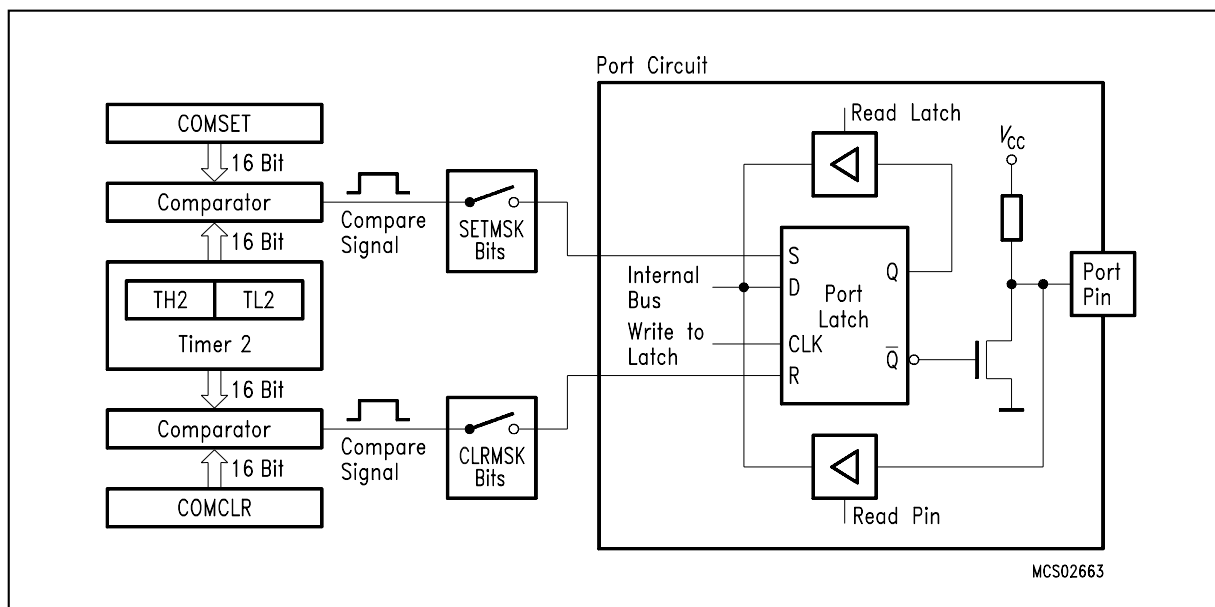 Port Circuit
COMSET
16 Bit
Comparator
16 Bit
TH2
TL2
Timer 2
16 Bit
Comparator
16 Bit
COMCLR
Compare
Signal
SETMSK
Bits
Compare
Signal
CLRMSK
Bits
Read Latch
Internal
Bus
Write to
Latch
S
D
CLK
R
Port
Latch
Q
Q̅
Read Pin
VCC
Port
Pin
MCS02663